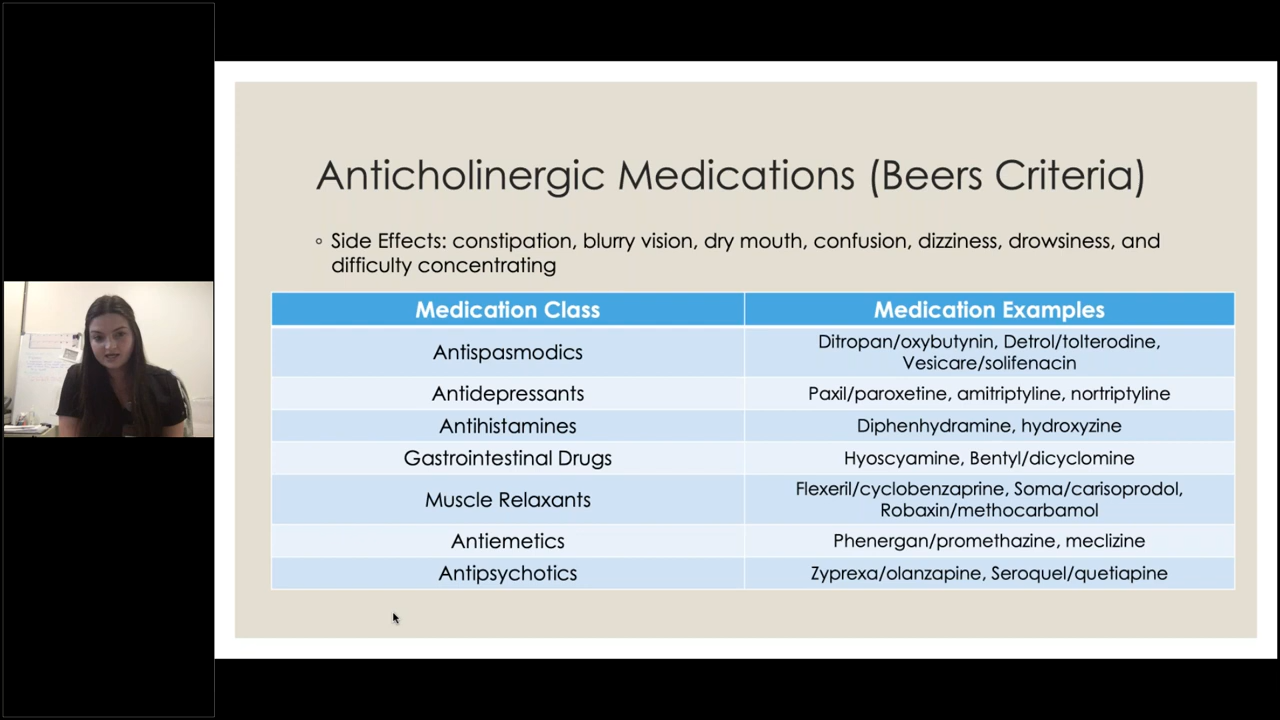 Anticholinergic Medications (Beers Criteria)
◦ Side Effects: constipation, blurry vision, dry mouth, confusion, dizziness, drowsiness, and
difficulty concentrating
Medication Class
Medication Examples
Antispasmodics
Ditropan/oxybutynin, Detrol/tolterodine,
Vesicare/solifenacin
Antidepressants
Paxil/paroxetine, amitriptyline, nortriptyline
Antihistamines
Diphenhydramine, hydroxyzine
Gastrointestinal Drugs
Hyoscyamine, Bentyl/dicyclomine
Muscle Relaxants
Flexeril/cyclobenzaprine, Soma/carisoprodol,
Robaxin/methocarbamol
Antiemetics
Phenergan/promethazine, meclizine
Antipsychotics
Zyprexa/olanzapine, Seroquel/quetiapine